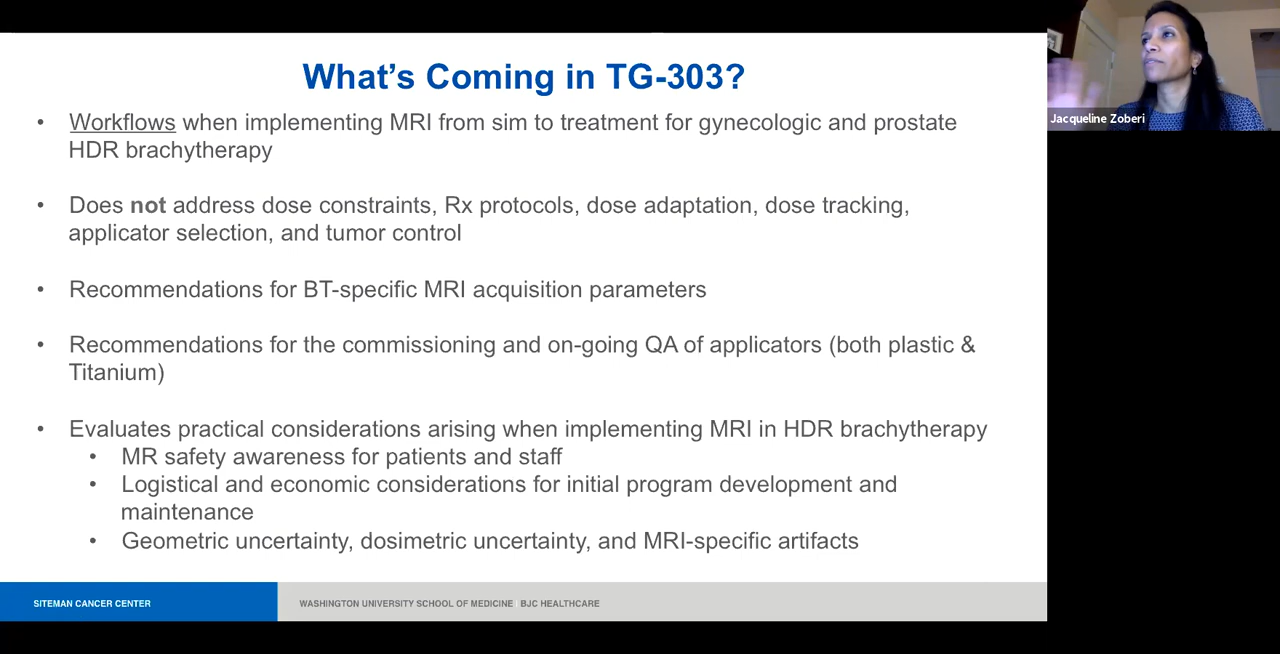 What's Coming in TG-303?
• Workflows when implementing MRI from sim to treatment for gynecologic and prostate
HDR brachytherapy
• Does not address dose constraints, Rx protocols, dose adaptation, dose tracking,
applicator selection, and tumor control
• Recommendations for BT-specific MRI acquisition parameters
• Recommendations for the commissioning and on-going QA of applicators (both plastic &
Titanium)
• Evaluates practical considerations arising when implementing MRI in HDR brachytherapy
• MR safety awareness for patients and staff
• Logistical and economic considerations for initial program development and
maintenance
• Geometric uncertainty, dosimetric uncertainty, and MRI-specific artifacts
SITEMAN CANCER CENTER
WASHINGTON UNIVERSITY SCHOOL OF MEDICINE | BJC HEALTHCARE
Jacqueline Zoberi